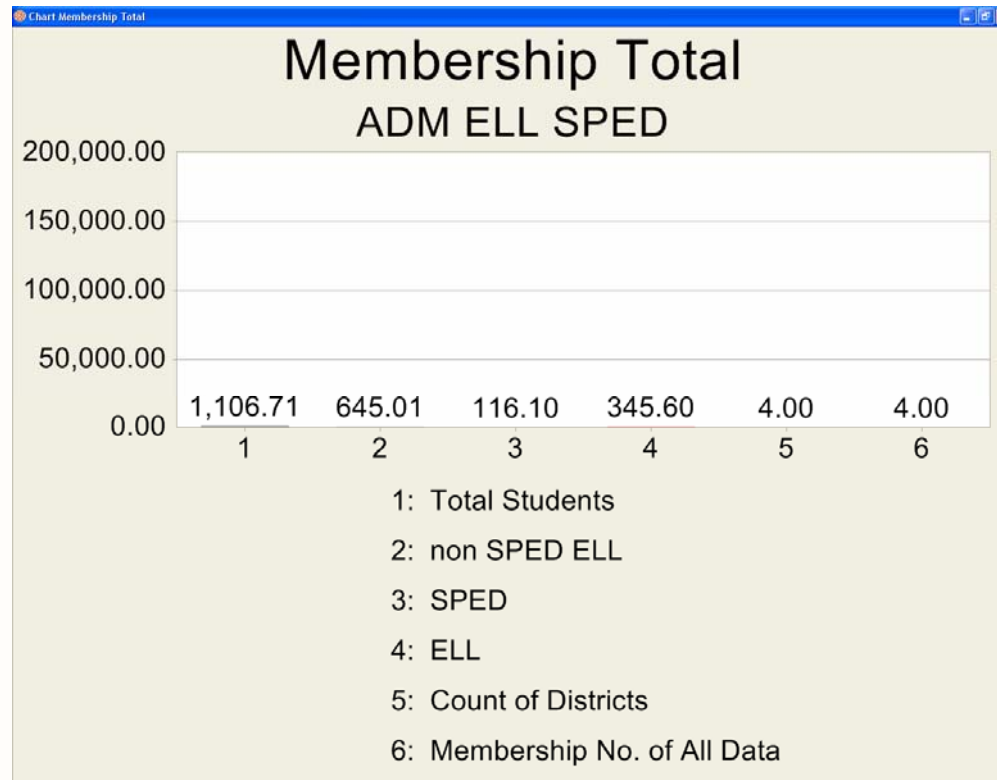 Chart Membership Total
Membership Total
ADM ELL SPED
200,000.00
150,000.00
100,000.00
50,000.00
0.00
1,106.71 645.01 116.10 345.60 4.00 4.00
1 2 3 4 5 6
1: Total Students
2: non SPED ELL
3: SPED
4: ELL
5: Count of Districts
6: Membership No. of All Data